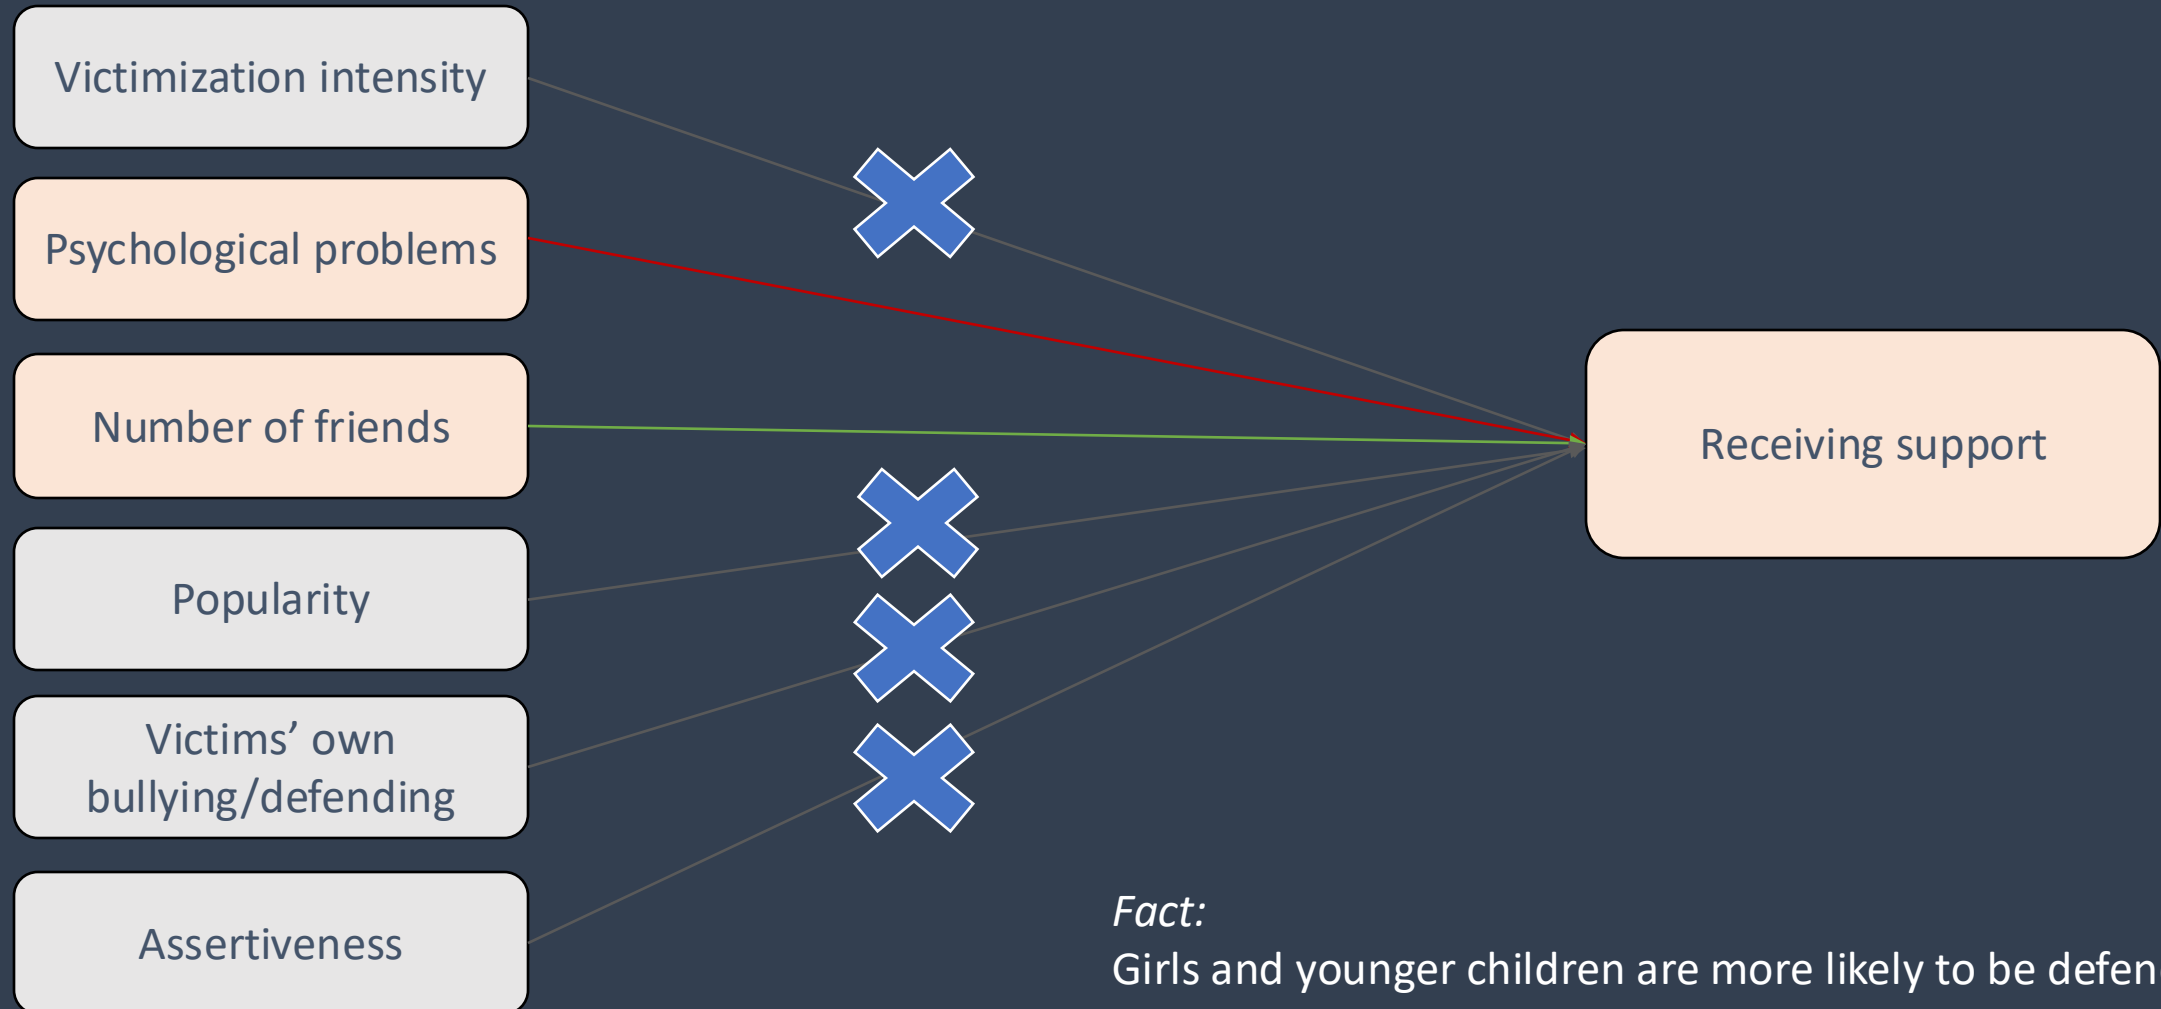 Victimization intensity
Psychological problems
Number of friends
Receiving support
Popularity
Victims’ own
bullying/defending
Assertiveness
Fact:
Girls and younger children are more likely to be